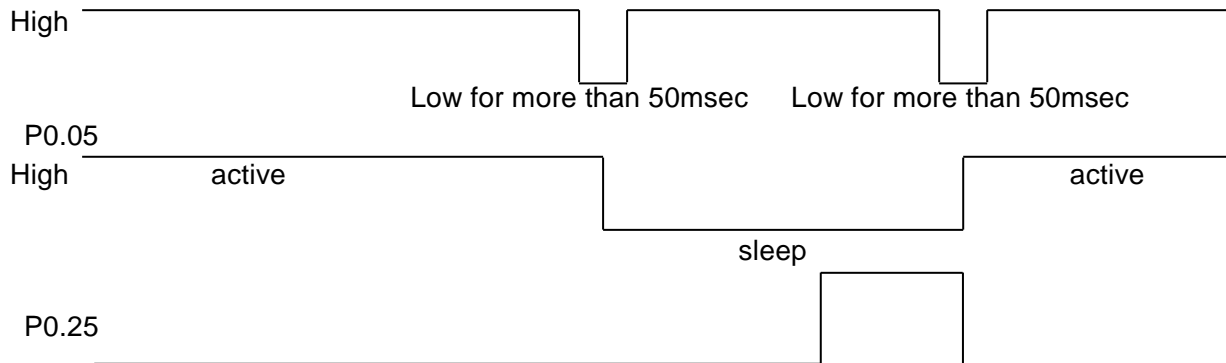 High
Low for more than 50msec Low for more than 50msec
P0.05
High active active
sleep
P0.25